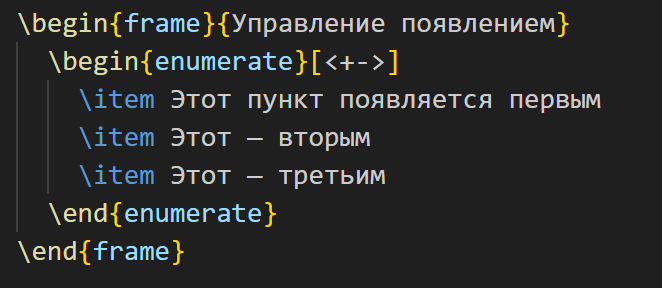 \begin{frame}{Управление появлением}
\begin{enumerate}[<+->]
\item Этот пункт появляется первым
\item Этот — вторым
\item Этот — третьим
\end{enumerate}
\end{frame}